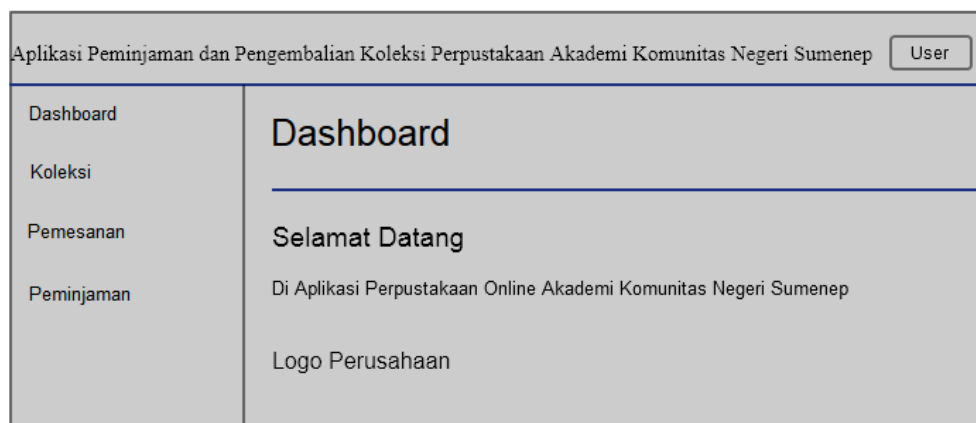 Aplikasi Peminjaman dan Pengembalian Koleksi Perpustakaan Akademi Komunitas Negeri Sumenep
User
Dashboard
Koleksi
Pemesanan
Peminjaman
Dashboard
Selamat Datang
Di Aplikasi Perpustakaan Online Akademi Komunitas Negeri Sumenep
Logo Perusahaan